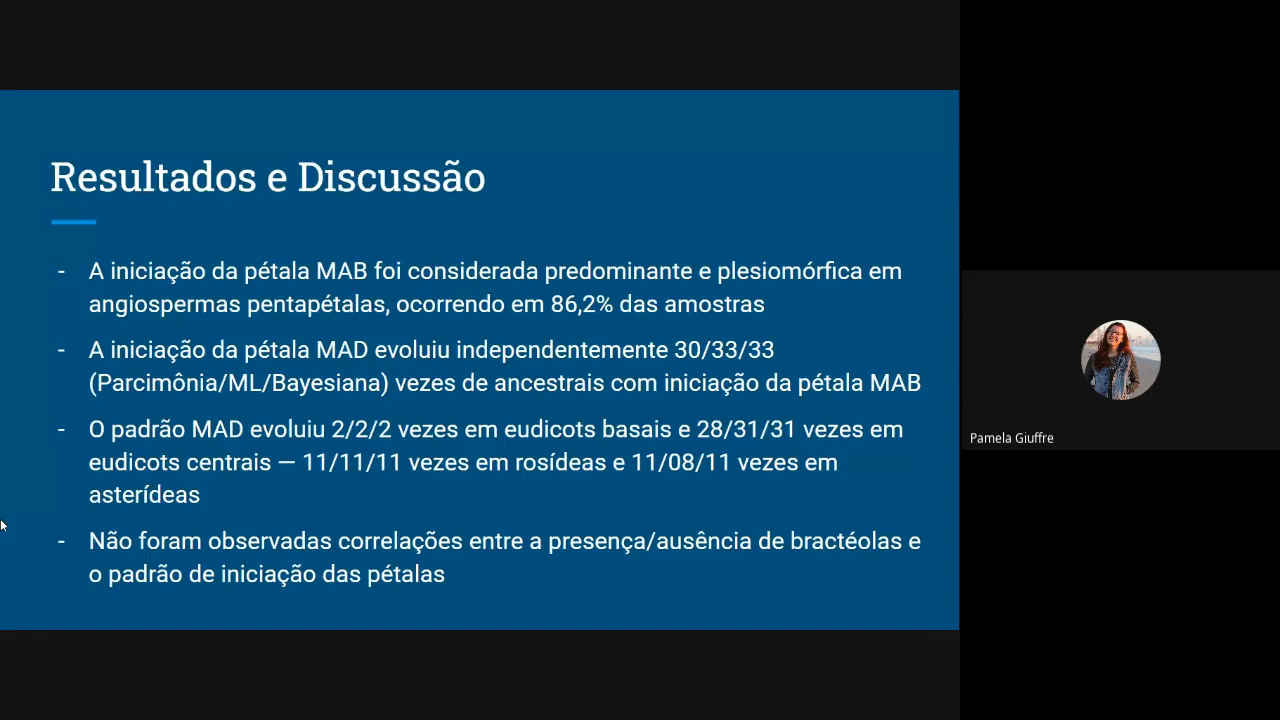 Resultados e Discussão
- A iniciação da pétala MAB foi considerada predominante e plesiomórfica em
angiospermas pentapétalas, ocorrendo em 86,2% das amostras
- A iniciação da pétala MAD evoluiu independentemente 30/33/33
(Parcimônia/ML/Bayesiana) vezes de ancestrais com iniciação da pétala MAB
- O padrão MAD evoluiu 2/2/2 vezes em eudicots basais e 28/31/31 vezes em
eudicots centrais — 11/11/11 vezes em rosídeas e 11/08/11 vezes em
asterídeas
- Não foram observadas correlações entre a presença/ausência de bractéolas e
o padrão de iniciação das pétalas
Pamela Giuffre